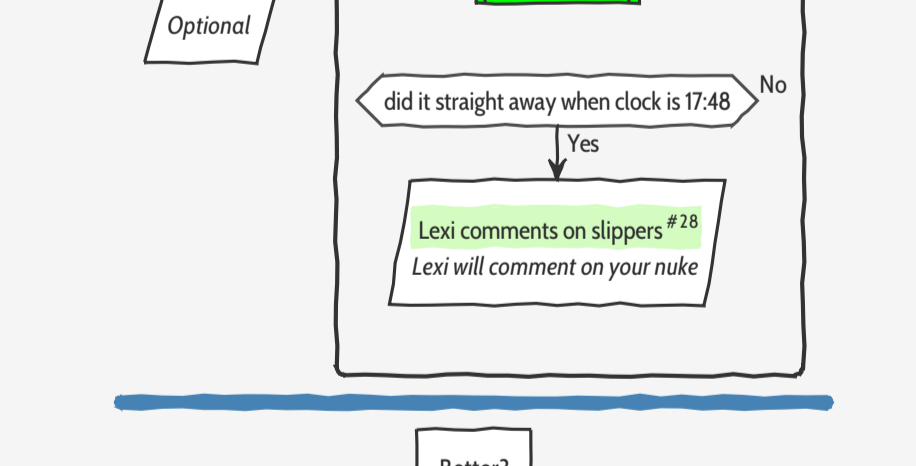 Optional
did it straight away when clock is 17:48
No
Yes
Lexi comments on slippers #28
Lexi will comment on your nuke
Better?